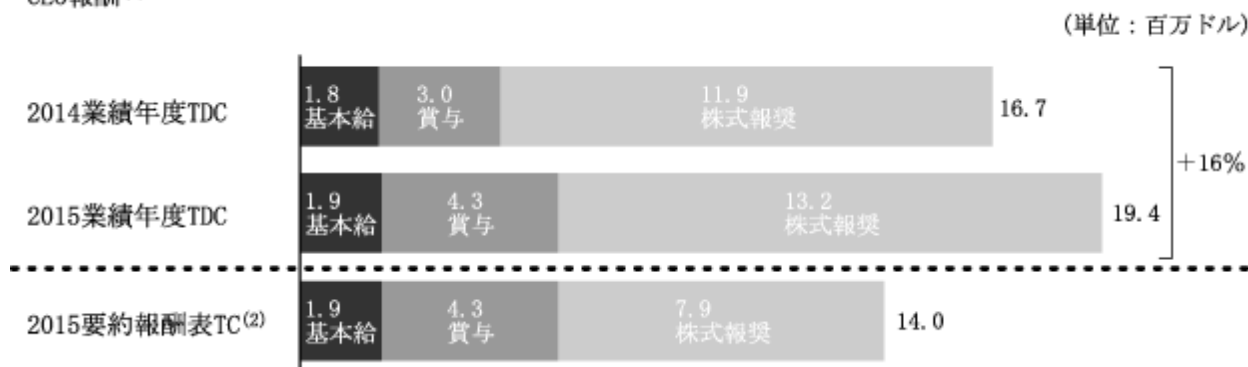 (単位：百万ドル)
2014業績年度TDC
1.8
基本給
3.0
賞与
11.9
株式報奨
16.7
+16%
2015業績年度TDC
1.9
基本給
4.3
賞与
13.2
株式報奨
19.4
2015要約報酬表TC(2)
1.9
基本給
4.3
賞与
7.9
株式報奨
14.0